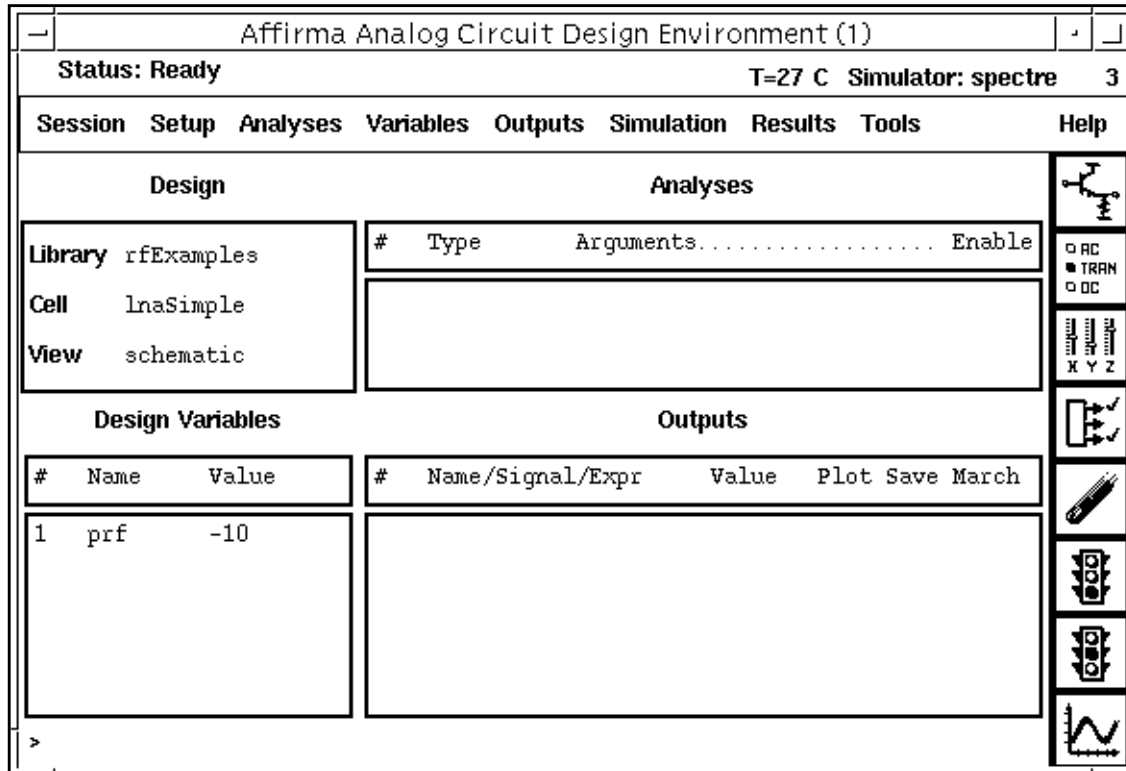 Affirma Analog Circuit Design Environment (1)
Status: Ready
T=27 C Simulator: spectre 3
Session Setup Analyses Variables Outputs Simulation Results Tools Help
Design
Analyses
Library rfExamples
Cell lnaSimple
View schematic
# Type Arguments.................. Enable
Design Variables
Outputs
# Name Value
# Name/Signal/Expr Value Plot Save March
1 prf -10
>
AC
TRAN
DC
X Y Z